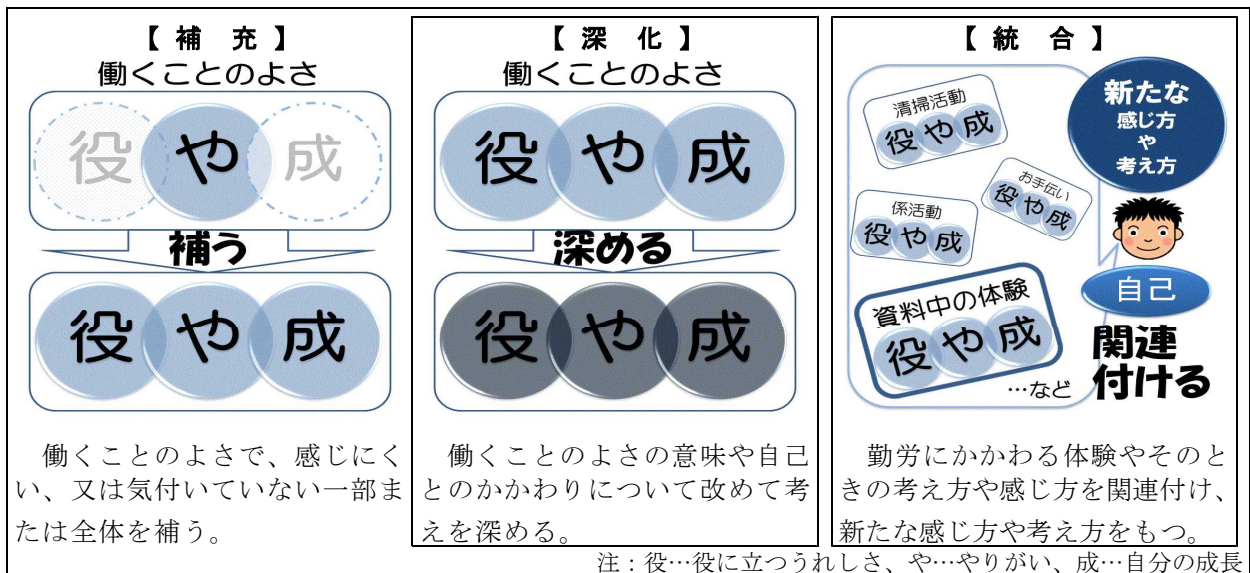 【 補 充 】
働くことのよさ
役 や 成
補う
役 や 成
働くことのよさで、感じにく
い、又は気付いていない一部ま
たは全体を補う。
【 深 化 】
働くことのよさ
役 や 成
深める
役 や 成
働くことのよさの意味や自己
とのかかわりについて改めて考
えを深める。
【 統 合 】
清掃活動
役 や 成
お手伝い
役 や 成
係活動
役 や 成
資料中の体験
役 や 成
…など
新たな
感じ方
や
考え方
自己
関連
付ける
勤労にかかわる体験やそのと
きの考え方や感じ方を関連付け、
新たな感じ方や考え方をもつ。
注：役…役に立つうれしさ、や…やりがい、成…自分の成長